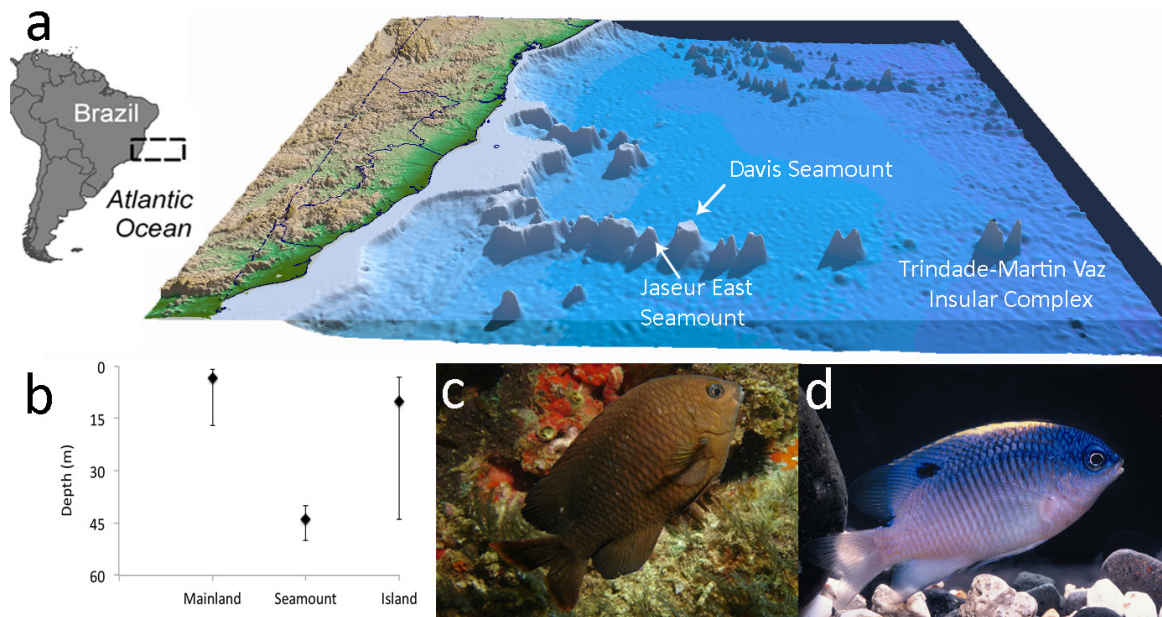 a
Brazil
Atlantic
Ocean
Davis Seamount
Jaseur East
Seamount
Trindade-Martin Vaz
Insular Complex
b
Depth (m)
0
15
30
45
60
Mainland
Seamount
Island
c
d